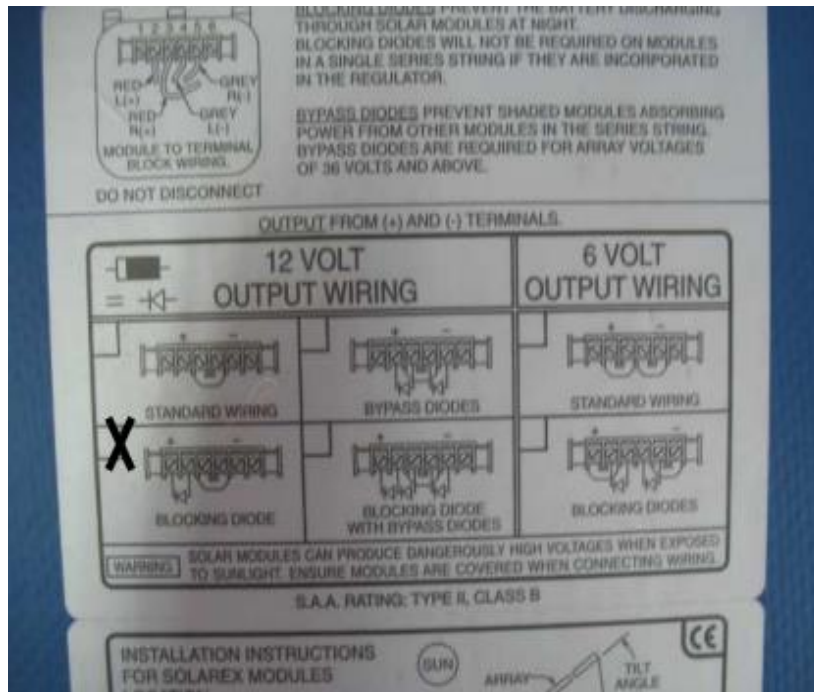 1 2 3 4 5 6
RED
L(+)
GREY
R(-)
RED
R(+)
GREY
L(-)
MODULE TO TERMINAL
BLOCK WIRING.
DO NOT DISCONNECT
BLOCKING DIODES PREVENT THE BATTERY DISCHARGING
THROUGH SOLAR MODULES AT NIGHT.
BLOCKING DIODES WILL NOT BE REQUIRED ON MODULES
IN A SINGLE SERIES STRING IF THEY ARE INCORPORATED
IN THE REGULATOR.
BYPASS DIODES PREVENT SHADED MODULES ABSORBING
POWER FROM OTHER MODULES IN THE SERIES STRING.
BYPASS DIODES ARE REQUIRED FOR ARRAY VOLTAGES
OF 36 VOLTS AND ABOVE.
OUTPUT FROM (+) AND (-) TERMINALS.
12 VOLT
OUTPUT WIRING
6 VOLT
OUTPUT WIRING
+ -
STANDARD WIRING
+ -
BYPASS DIODES
+ -
STANDARD WIRING
X
+ -
BLOCKING DIODE
+ -
BLOCKING DIODE
WITH BYPASS DIODES
+ -
BLOCKING DIODES
WARNING
SOLAR MODULES CAN PRODUCE DANGEROUSLY HIGH VOLTAGES WHEN EXPOSED
TO SUNLIGHT. ENSURE MODULES ARE COVERED WHEN CONNECTING WIRING.
S.A.A. RATING: TYPE II, CLASS B
INSTALLATION INSTRUCTIONS
FOR SOLAREX MODULES
SUN
ARRAY
TILT
ANGLE
CE